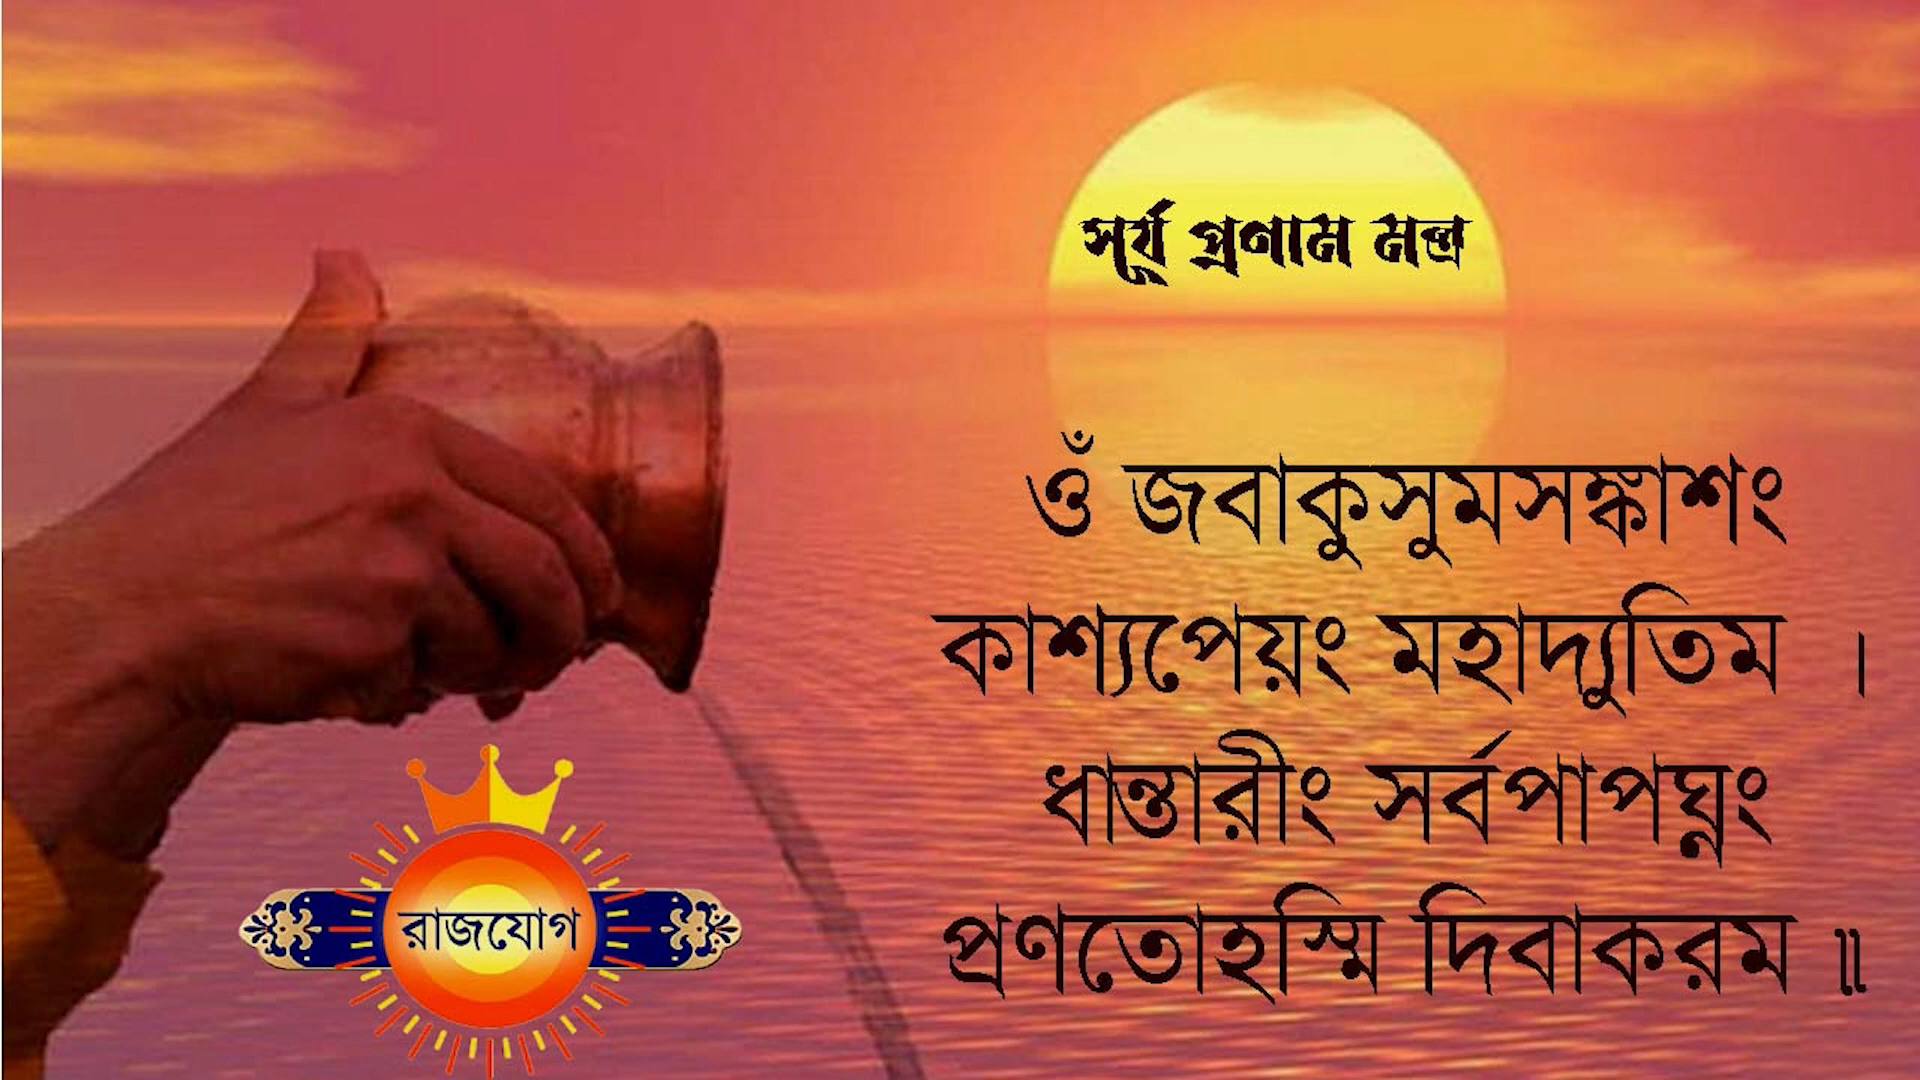 সূর্য প্রণাম মন্ত্র
ওঁ জবাকুসুমসঙ্কাশং
কাশ্যপেয়ং মহাদ্যুতিম ।
ধান্তারীং সর্বপাপঘ্নং
প্রণতোহস্মি দিবাকরম ॥
রাজযোগ